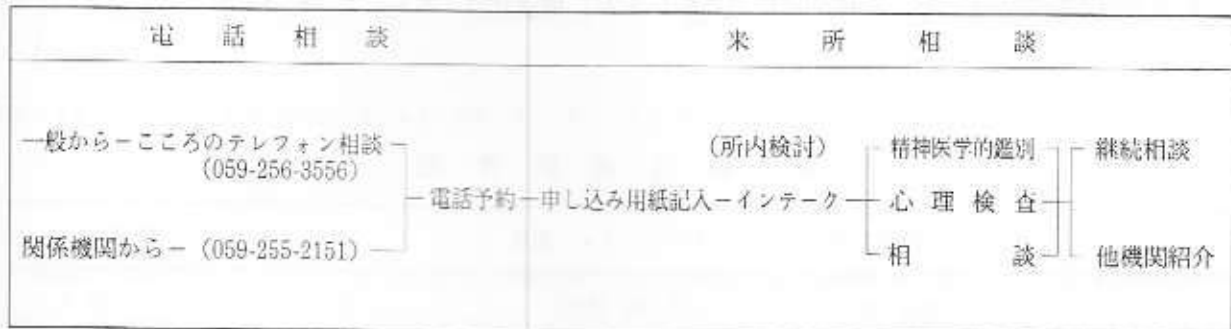 電話相談
来所相談
一般から－こころのテレフォン相談
(059-256-3556)
関係機関から－(059-255-2151)
電話予約－申し込み用紙記入－インテーク
(所内検討)
精神医学的鑑別
心理検査
相談
継続相談
他機関紹介